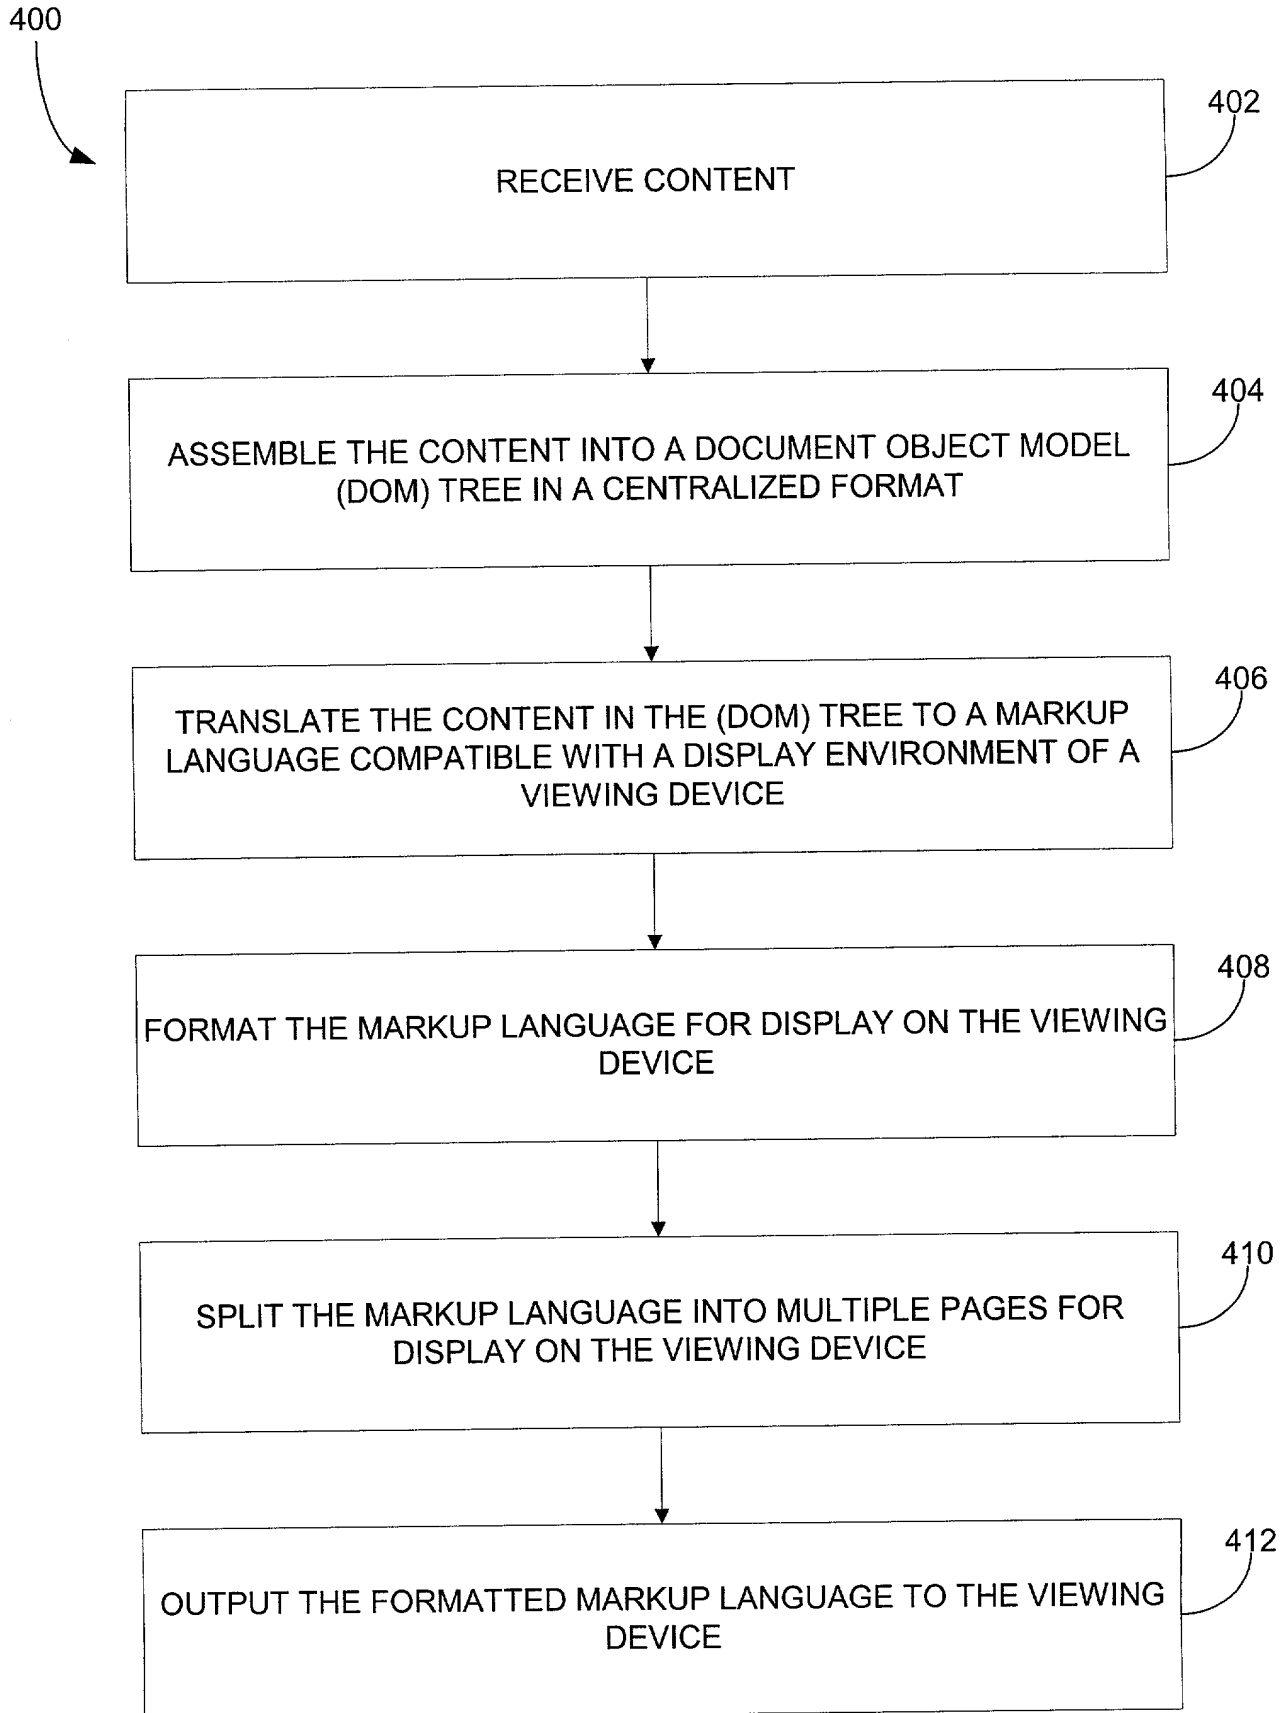 400
402
RECEIVE CONTENT
404
ASSEMBLE THE CONTENT INTO A DOCUMENT OBJECT MODEL
(DOM) TREE IN A CENTRALIZED FORMAT
406
TRANSLATE THE CONTENT IN THE (DOM) TREE TO A MARKUP
LANGUAGE COMPATIBLE WITH A DISPLAY ENVIRONMENT OF A
VIEWING DEVICE
408
FORMAT THE MARKUP LANGUAGE FOR DISPLAY ON THE VIEWING
DEVICE
410
SPLIT THE MARKUP LANGUAGE INTO MULTIPLE PAGES FOR
DISPLAY ON THE VIEWING DEVICE
412
OUTPUT THE FORMATTED MARKUP LANGUAGE TO THE VIEWING
DEVICE